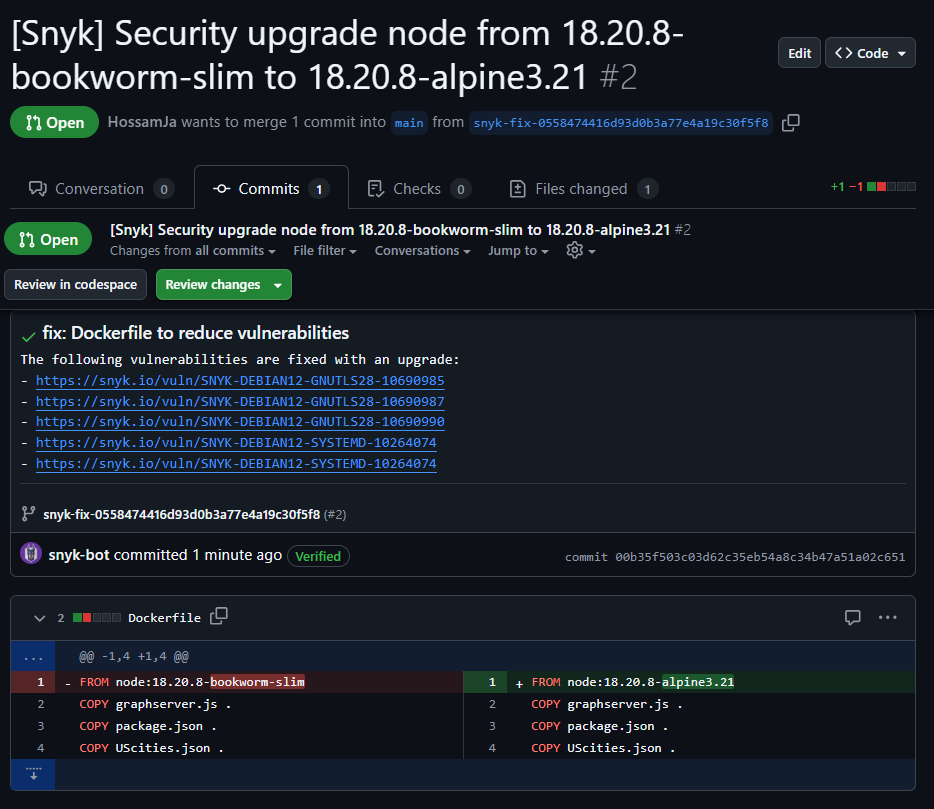 [Snyk] Security upgrade node from 18.20.8-
bookworm-slim to 18.20.8-alpine3.21 #2
Edit
<> Code
Open
HossamJa wants to merge 1 commit into main from snyk-fix-0558474416d93d0b3a77e4a19c30f5f8
Conversation 0
Commits 1
Checks 0
Files changed 1
+1 −1
Open
[Snyk] Security upgrade node from 18.20.8-bookworm-slim to 18.20.8-alpine3.21 #2
Changes from all commits
File filter
Conversations
Jump to
Review in codespace
Review changes
fix: Dockerfile to reduce vulnerabilities
The following vulnerabilities are fixed with an upgrade:
- https://snyk.io/vuln/SNYK-DEBIAN12-GNUTLS28-10690985
- https://snyk.io/vuln/SNYK-DEBIAN12-GNUTLS28-10690987
- https://snyk.io/vuln/SNYK-DEBIAN12-GNUTLS28-10690990
- https://snyk.io/vuln/SNYK-DEBIAN12-SYSTEMD-10264074
- https://snyk.io/vuln/SNYK-DEBIAN12-SYSTEMD-10264074
snyk-fix-0558474416d93d0b3a77e4a19c30f5f8 (#2)
snyk-bot committed 1 minute ago Verified
commit 00b35f503c03d62c35eb54a8c34b47a51a02c651
2 Dockerfile
... @@ -1,4 +1,4 @@
1 - FROM node:18.20.8-bookworm-slim
2 COPY graphserver.js .
3 COPY package.json .
4 COPY UScities.json .
1 + FROM node:18.20.8-alpine3.21
2 COPY graphserver.js .
3 COPY package.json .
4 COPY UScities.json .